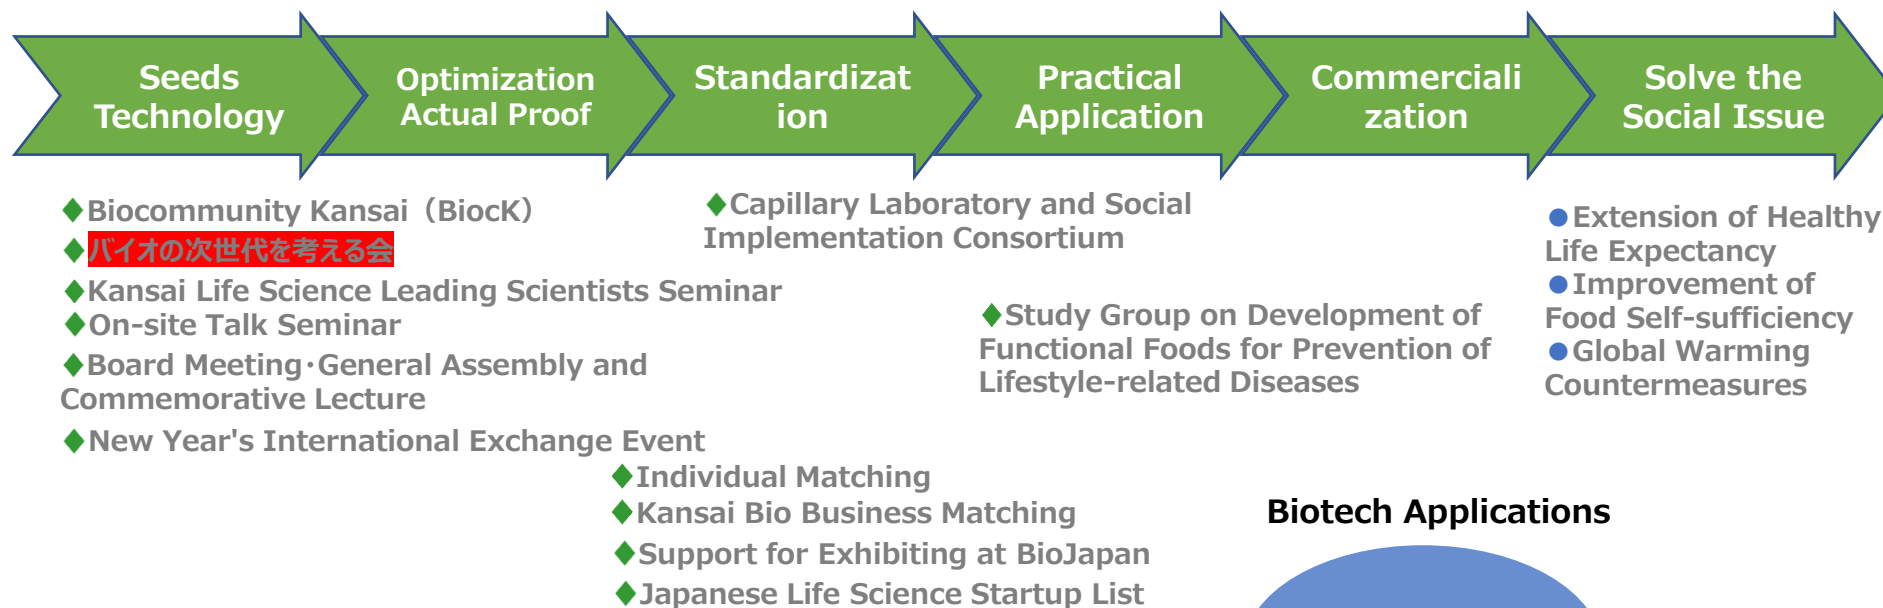 Seeds
Technology
Optimization
Actual Proof
Standardizat
ion
Practical
Application
Commerciali
zation
Solve the
Social Issue
◆Biocommunity Kansai（BiocK）
◆バイオの次世代を考える会
◆Kansai Life Science Leading Scientists Seminar
◆On-site Talk Seminar
◆Board Meeting・General Assembly and
Commemorative Lecture
◆New Year's International Exchange Event
◆Capillary Laboratory and Social
Implementation Consortium
◆Study Group on Development of
Functional Foods for Prevention of
Lifestyle-related Diseases
●Extension of Healthy
Life Expectancy
●Improvement of
Food Self-sufficiency
●Global Warming
Countermeasures
◆Individual Matching
◆Kansai Bio Business Matching
◆Support for Exhibiting at BioJapan
◆Japanese Life Science Startup List
Biotech Applications